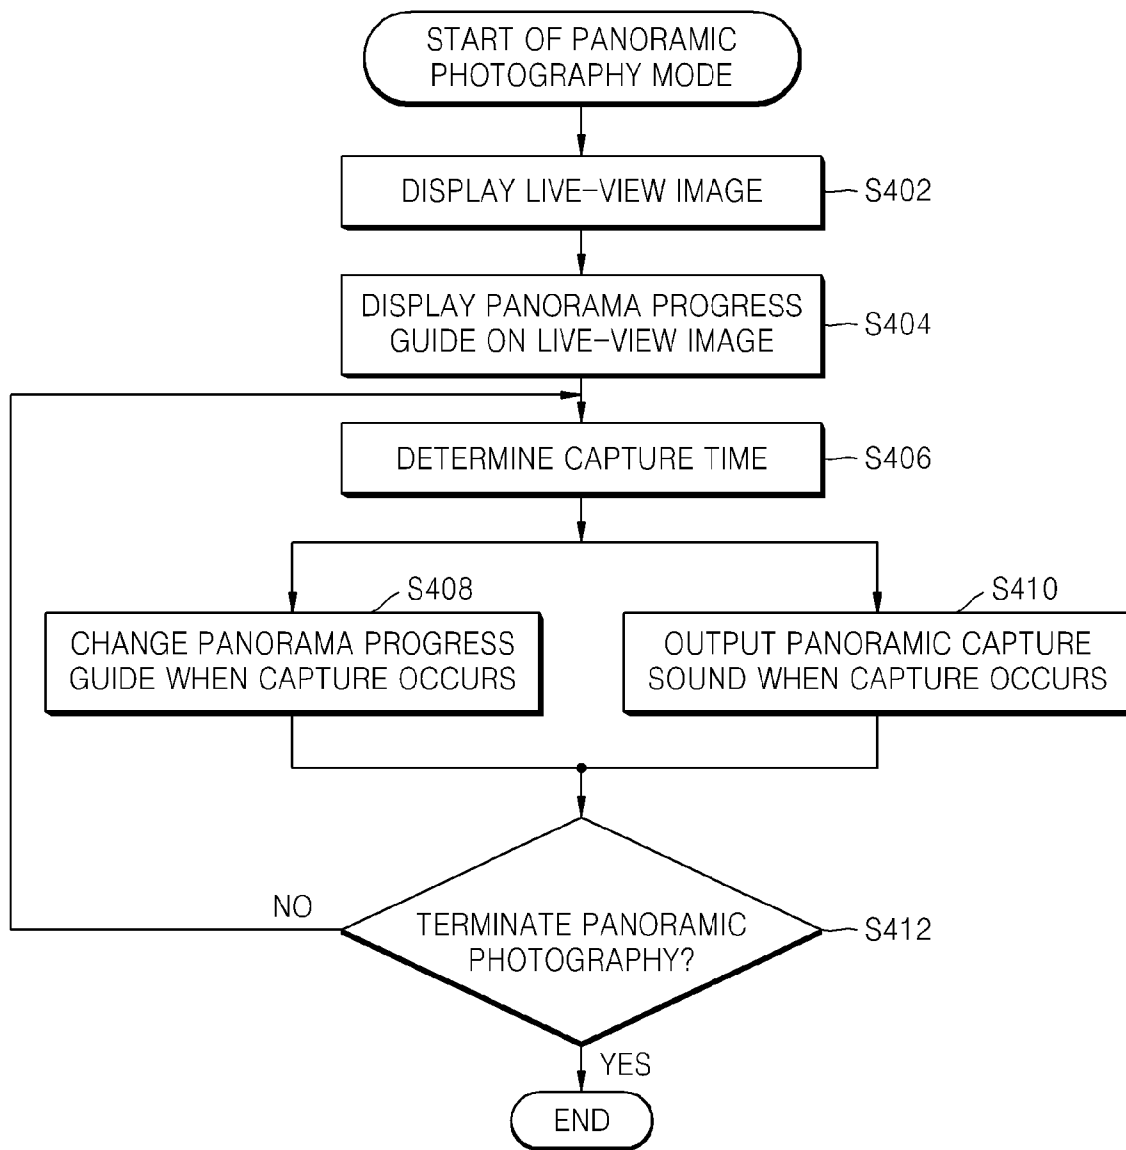 START OF PANORAMIC
PHOTOGRAPHY MODE
DISPLAY LIVE-VIEW IMAGE
S402
DISPLAY PANORAMA PROGRESS
GUIDE ON LIVE-VIEW IMAGE
S404
DETERMINE CAPTURE TIME
S406
S408
CHANGE PANORAMA PROGRESS
GUIDE WHEN CAPTURE OCCURS
S410
OUTPUT PANORAMIC CAPTURE
SOUND WHEN CAPTURE OCCURS
NO
TERMINATE PANORAMIC
PHOTOGRAPHY?
S412
YES
END